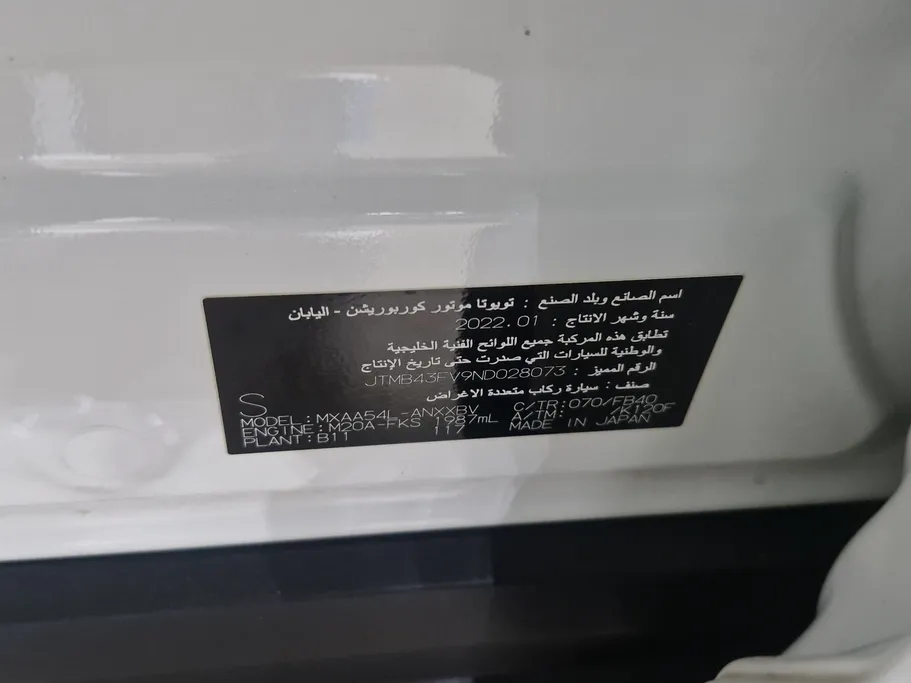 اسم الصانع وبلد الصنع : تويوتا موتور كوربوريشن - اليابان
سنة وشهر الانتاج : 2022.01
تطابق هذه المركبة جميع اللوائح الفنية الخليجية
والوطنية للسيارات التي صدرت حتى تاريخ الإنتاج
الرقم المميز : JTMB43FV9ND028073
صنف : سيارة ركاب متعددة الاغراض
S
MODEL:MXAA54L-ANXXBV C/TR:070/FB40
ENGINE:M20A-FKS 1987mL A/TM: /K120F
PLANT:B11 117 MADE IN JAPAN